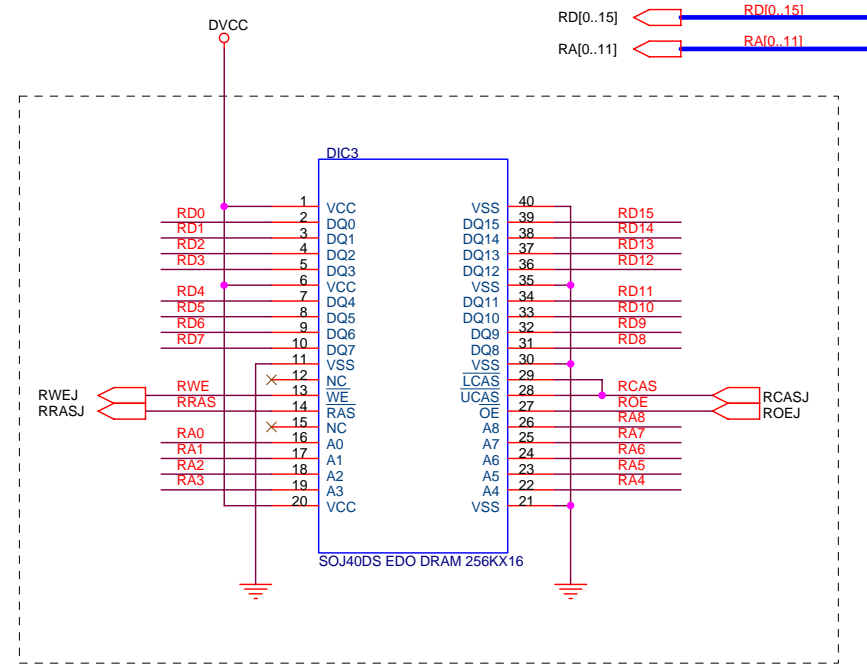 RD[0..15] RD[0..15]
DVCC
RA[0..11] RA[0..11]
DIC3
1 VCC VSS 40
RD0 2 DQ0 DQ15 39 RD15
RD1 3 DQ1 DQ14 38 RD14
RD2 4 DQ2 DQ13 37 RD13
RD3 5 DQ3 DQ12 36 RD12
6 VCC VSS 35
RD4 7 DQ4 DQ11 34 RD11
RD5 8 DQ5 DQ10 33 RD10
RD6 9 DQ6 DQ9 32 RD9
RD7 10 DQ7 DQ8 31 RD8
11 VSS VSS 30
12 NC LCAS 29
RWEJ RWE 13 WE UCAS 28 RCAS RCASJ
RRASJ RRAS 14 RAS OE 27 ROE ROEJ
15 NC A8 26 RA8
RA0 16 A0 A7 25 RA7
RA1 17 A1 A6 24 RA6
RA2 18 A2 A5 23 RA5
RA3 19 A3 A4 22 RA4
20 VCC VSS 21
SOJ40DS EDO DRAM 256KX16